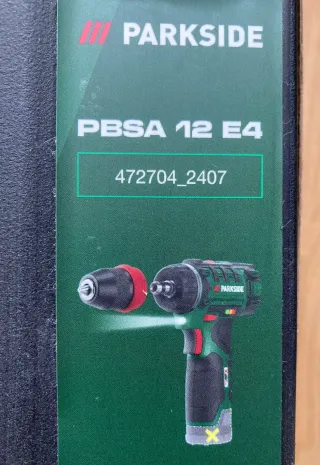 PARKSIDE
PBSA 12 E4
472704_2407
PARKSIDE